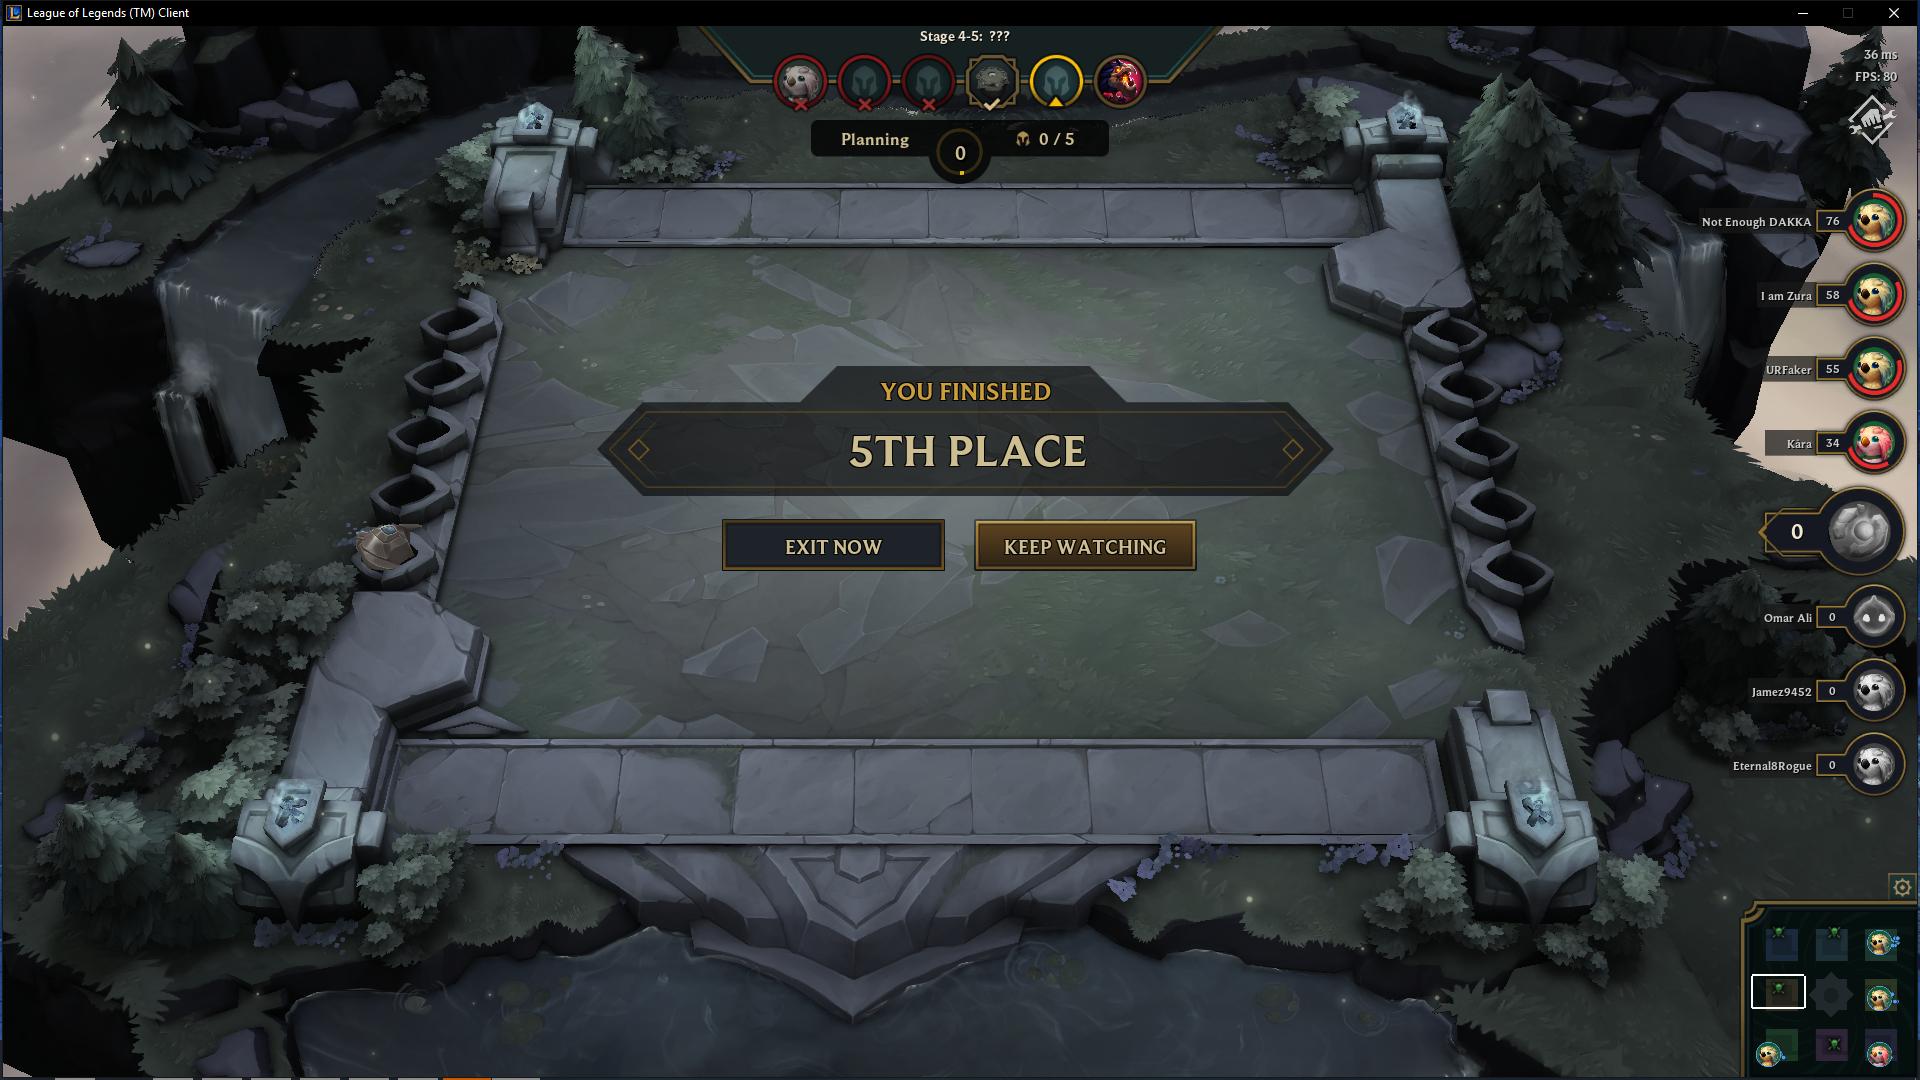 League of Legends (TM) Client
Stage 4-5: ???
36 ms
FPS: 80
Planning
0
0 / 5
Not Enough DAKKA 76
I am Zura 58
URFaker 55
Kára 34
YOU FINISHED
5TH PLACE
0
EXIT NOW
KEEP WATCHING
Omar Ali 0
Jamez9452 0
Eternal8Rogue 0